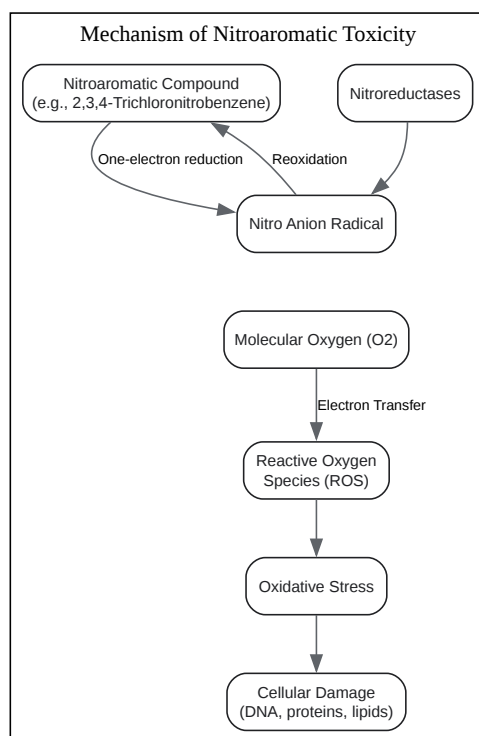 Mechanism of Nitroaromatic Toxicity
Nitroaromatic Compound
(e.g., 2,3,4-Trichloronitrobenzene)
Nitroreductases
One-electron reduction
Reoxidation
Nitro Anion Radical
Molecular Oxygen (O2)
Electron Transfer
Reactive Oxygen
Species (ROS)
Oxidative Stress
Cellular Damage
(DNA, proteins, lipids)